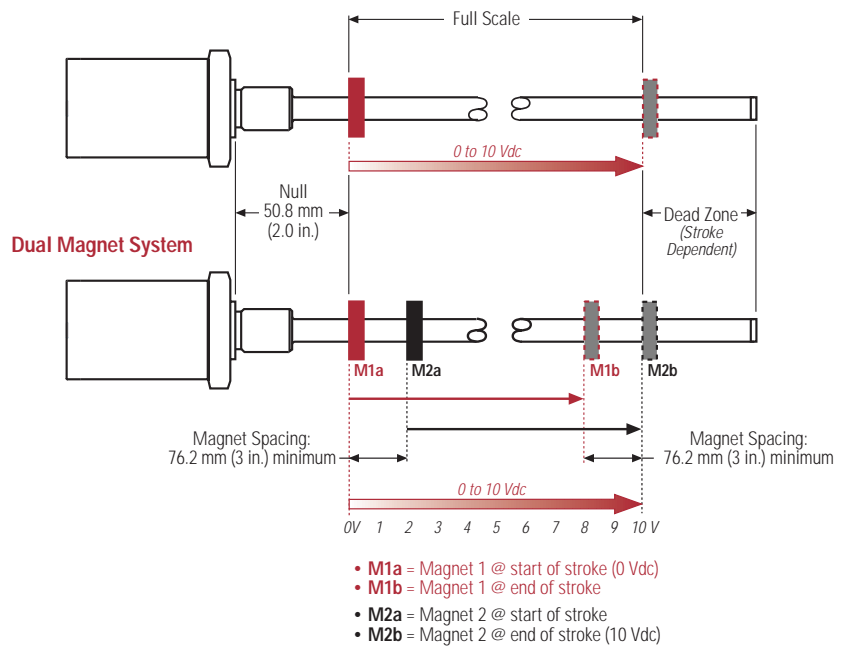 Full Scale
0 to 10 Vdc
Null
50.8 mm
(2.0 in.)
Dead Zone
(Stroke
Dependent)
Dual Magnet System
M1a
M2a
M1b
M2b
Magnet Spacing:
76.2 mm (3 in.) minimum
Magnet Spacing:
76.2 mm (3 in.) minimum
0 to 10 Vdc
0V 1 2 3 4 5 6 7 8 9 10 V
• M1a = Magnet 1 @ start of stroke (0 Vdc)
• M1b = Magnet 1 @ end of stroke
• M2a = Magnet 2 @ start of stroke
• M2b = Magnet 2 @ end of stroke (10 Vdc)